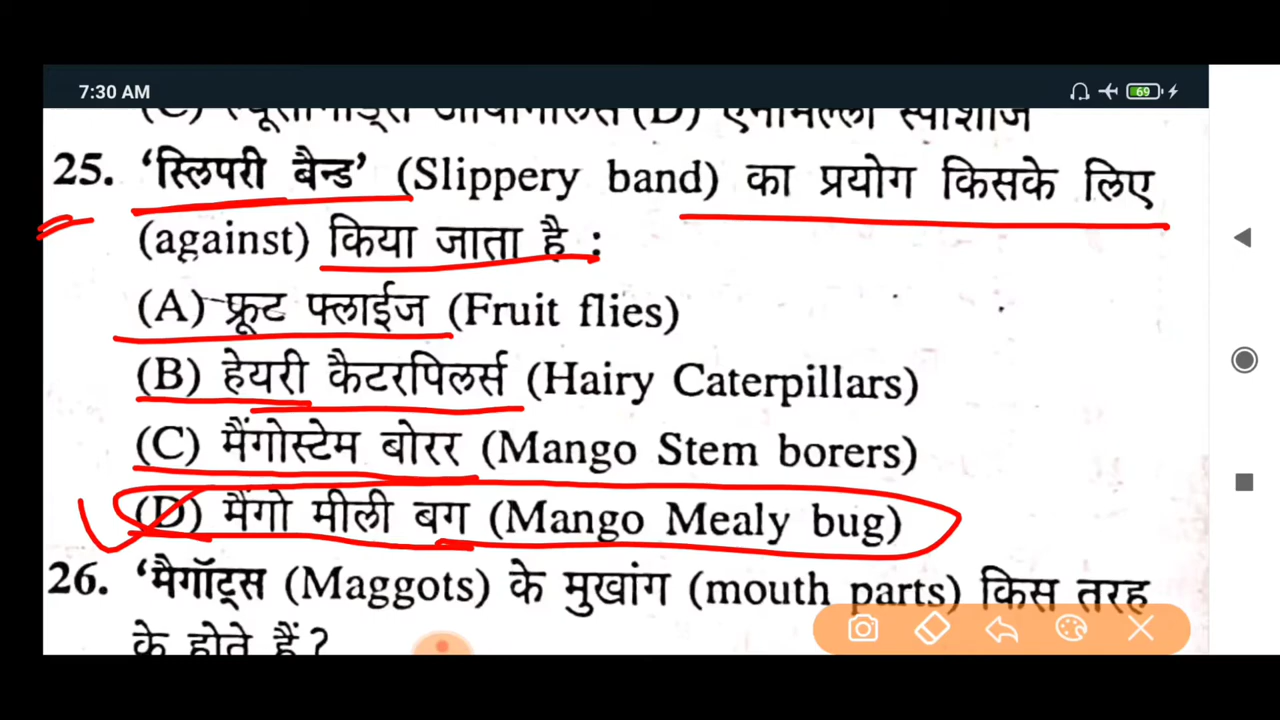 7:30 AM
69
25. ‘स्लिपरी बैन्ड’ (Slippery band) का प्रयोग किसके लिए
(against) किया जाता है :
(A) फ्रूट फ्लाईज (Fruit flies)
(B) हेयरी कैटरपिलर्स (Hairy Caterpillars)
(C) मैंगोस्टेम बोरर (Mango Stem borers)
(D) मैंगो मीली बग (Mango Mealy bug)
26. ‘मैगॉट्स (Maggots) के मुखांग (mouth parts) किस तरह
के होते हैं ?